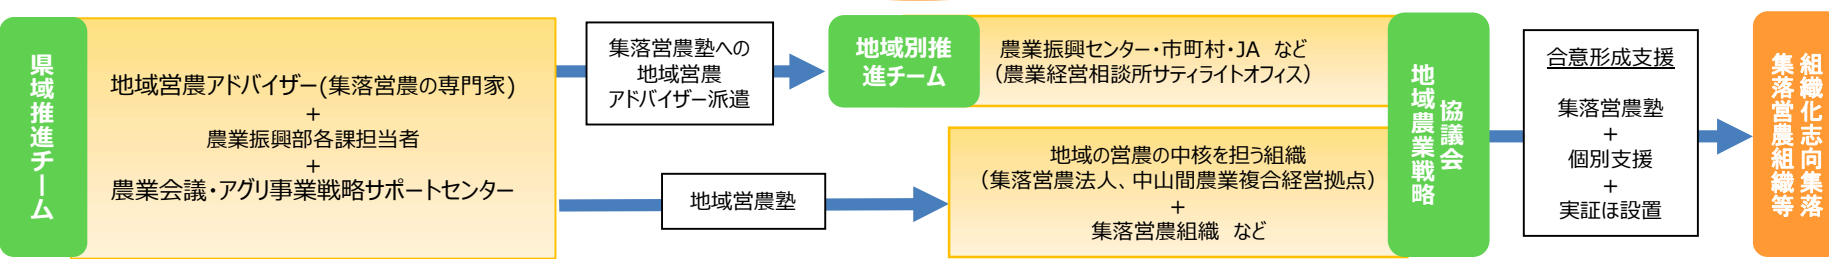 県域推進チーム
地域営農アドバイザー(集落営農の専門家)
+
農業振興部各課担当者
+
農業会議・アグリ事業戦略サポートセンター
集落営農塾への
地域営農
アドバイザー派遣
地域営農塾
地域別推
進チーム
農業振興センター・市町村・JA など
(農業経営相談所サティライトオフィス)
地域の営農の中核を担う組織
(集落営農法人、中山間農業複合経営拠点)
+
集落営農組織 など
地域農業戦略
協議会
合意形成支援
集落営農塾
+
個別支援
+
実証ほ設置
組織化志向集落
集落営農組織等